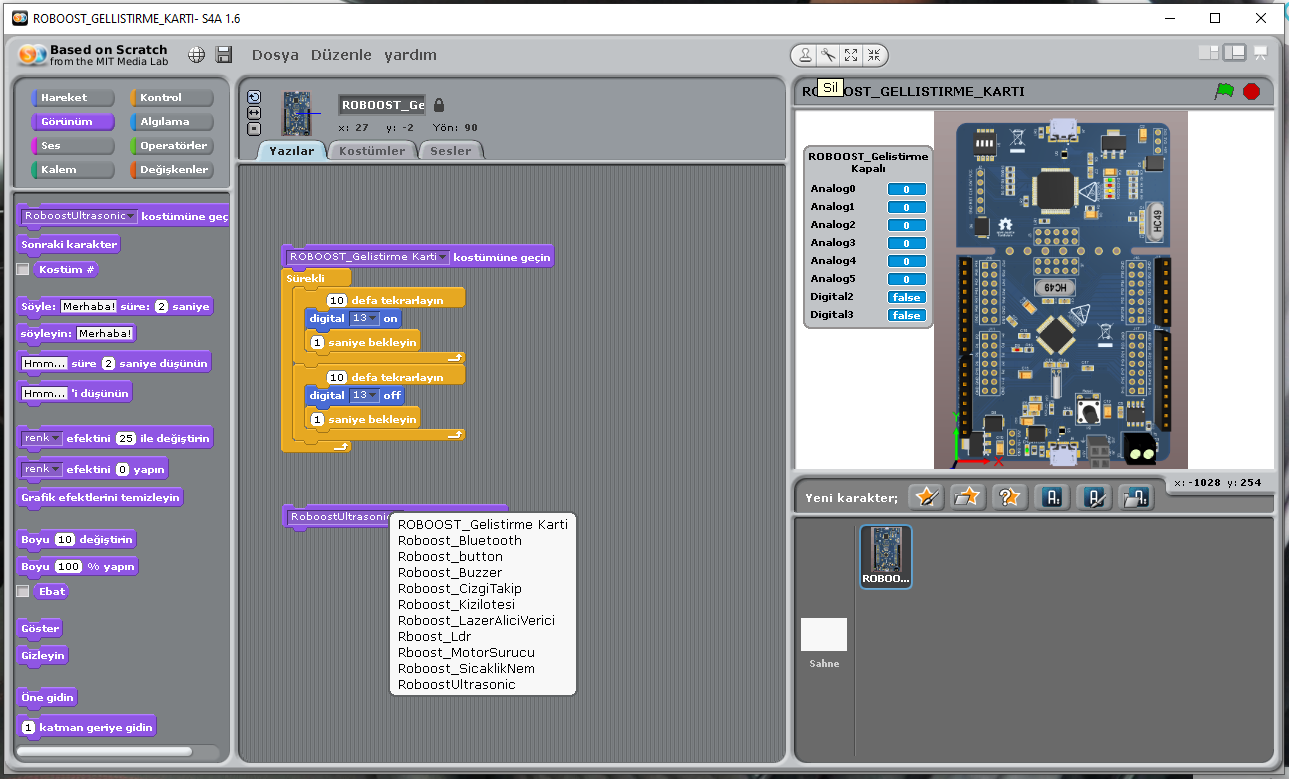 ROBOOST_GELLISTIRME_KARTI- S4A 1.6
Based on Scratch
from the MIT Media Lab
Dosya Düzenle yardım
Hareket Kontrol
Görünüm Algılama
Ses Operatörler
Kalem Değişkenler
RoboostUltrasonic kostümüne geç
Sonraki karakter
Kostüm #
Söyle: Merhaba! süre: 2 saniye
söyleyin: Merhaba!
Hmm... süre 2 saniye düşünün
Hmm... 'i düşünün
renk efektini 25 ile değiştirin
renk efektini 0 yapın
Grafik efektlerini temizleyin
Boyu 10 değiştirin
Boyu 100 % yapın
Ebat
Göster
Gizleyin
Öne gidin
1 katman geriye gidin
ROBOOST_Ge
x: 27 y: -2 Yön: 90
Yazılar Kostümler Sesler
ROBOOST_Gelistirme Karti kostümüne geçin
Sürekli
10 defa tekrarlayın
digital 13 on
1 saniye bekleyin
10 defa tekrarlayın
digital 13 off
1 saniye bekleyin
RoboostUltrasonic
ROBOOST_Gelistirme Karti
Roboost_Bluetooth
Roboost_button
Roboost_Buzzer
Roboost_CizgiTakip
Roboost_Kizilotesi
Roboost_LazerAliciVerici
Rboost_Ldr
Roboost_MotorSurucu
Roboost_SicaklikNem
RoboostUltrasonic
Sil
RO OST_GELLISTIRME_KARTI
ROBOOST_Gelistirme
Kapalı
Analog0 0
Analog1 0
Analog2 0
Analog3 0
Analog4 0
Analog5 0
Digital2 false
Digital3 false
HC49
HC49
Reset
Y
X
x: -1028 y: 254
Yeni karakter;
ROBOO...
Sahne